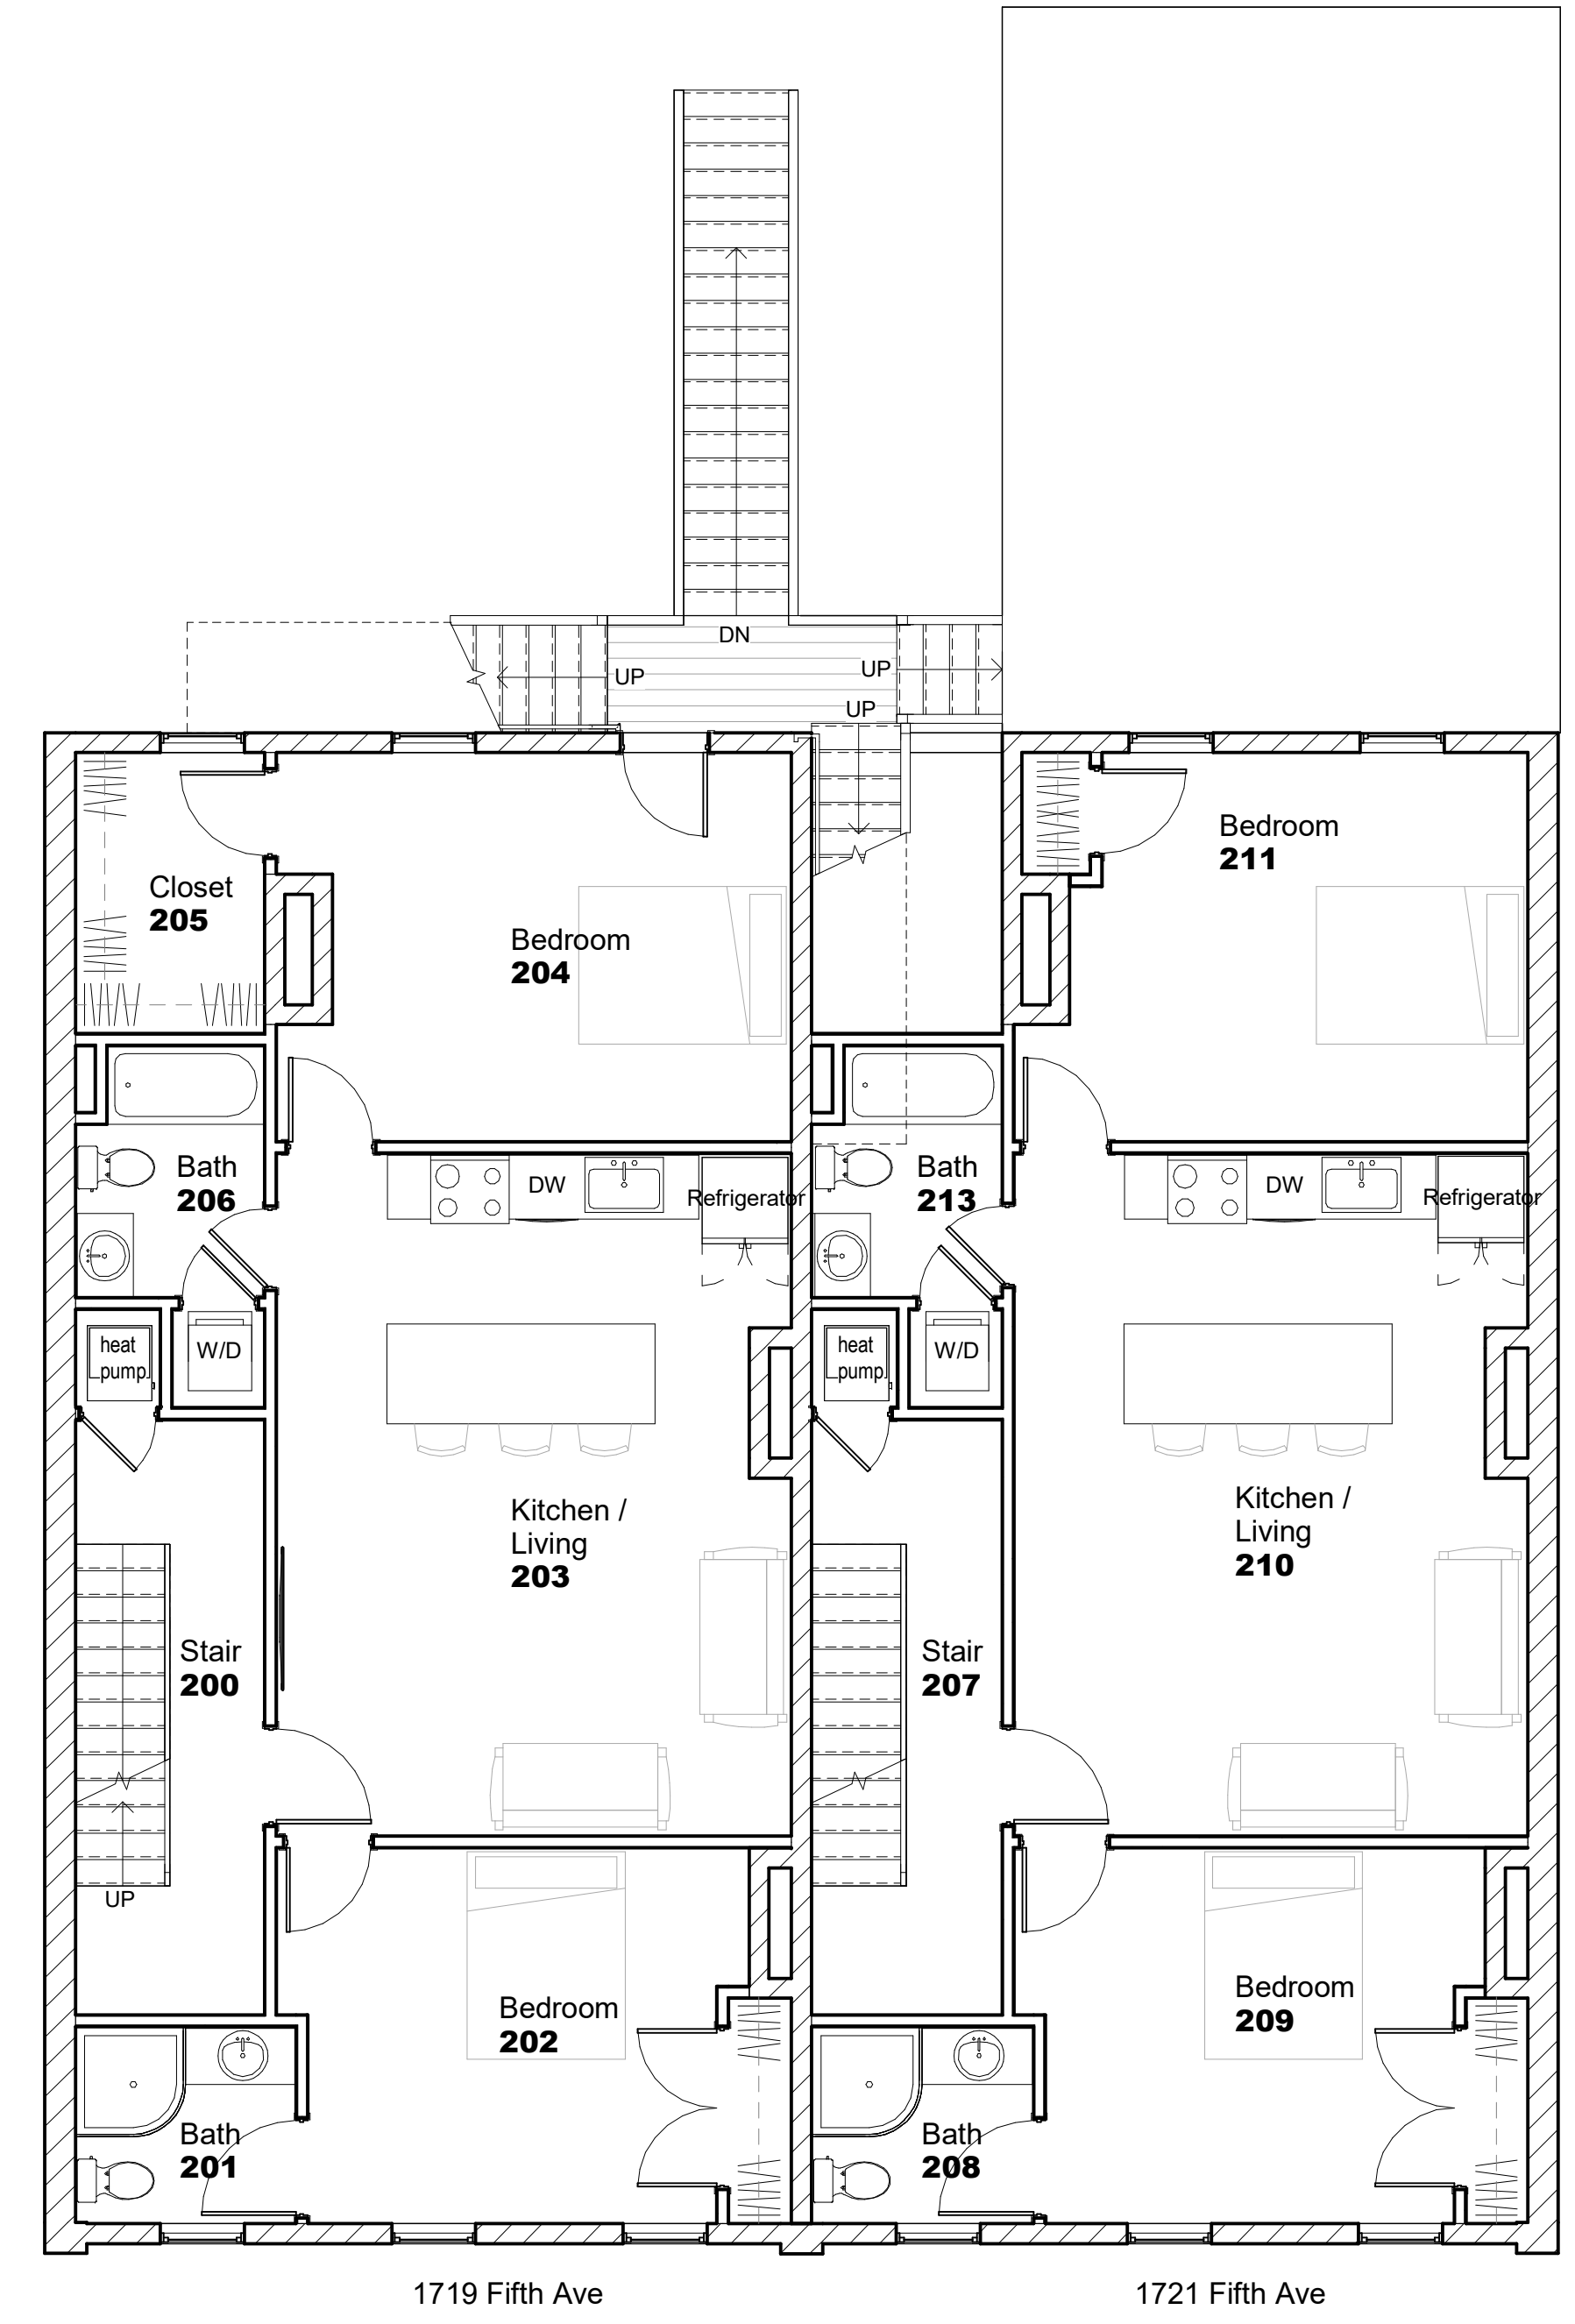 DN
UP
UP
UP
Bedroom
211
Closet
205
Bedroom
204
Bath
206
DW
Refrigerator
Bath
213
DW
Refrigerator
heat
pump
W/D
heat
pump
W/D
Kitchen /
Living
203
Kitchen /
Living
210
Stair
200
Stair
207
UP
Bedroom
202
Bedroom
209
Bath
201
Bath
208
1719 Fifth Ave
1721 Fifth Ave